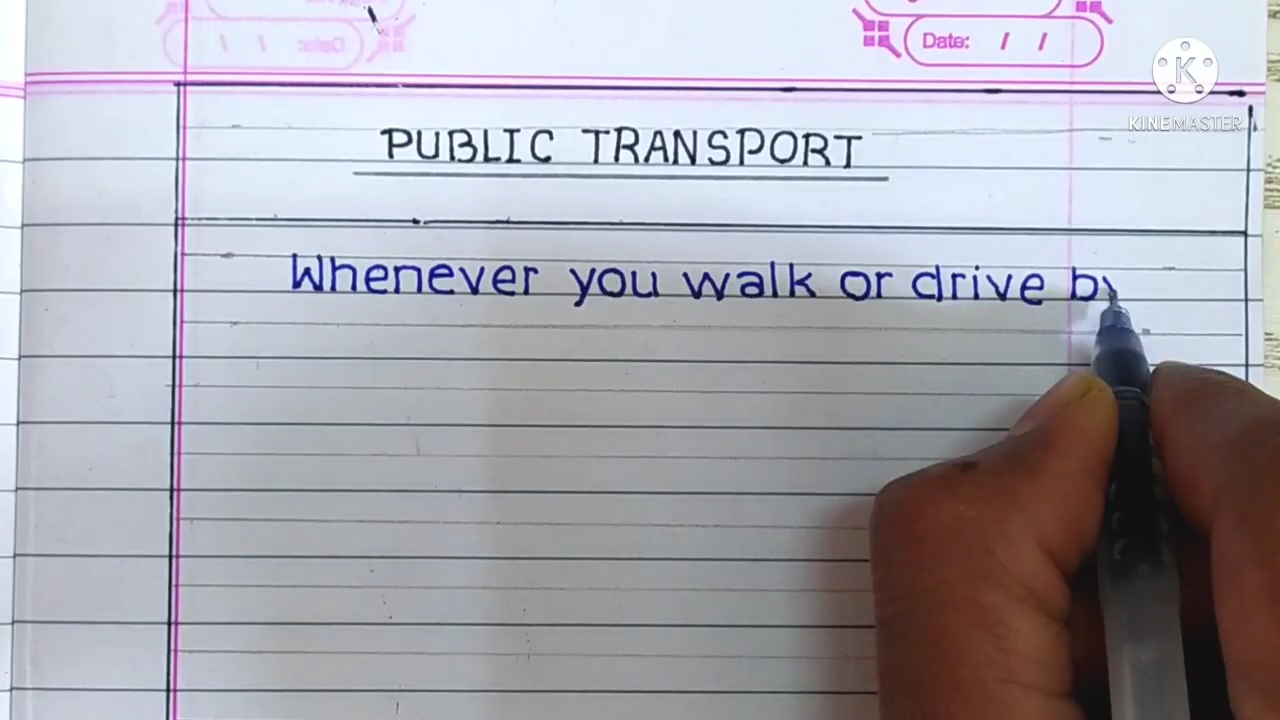 Date: / /
K
KINEMASTER
PUBLIC TRANSPORT
Whenever you walk or drive by